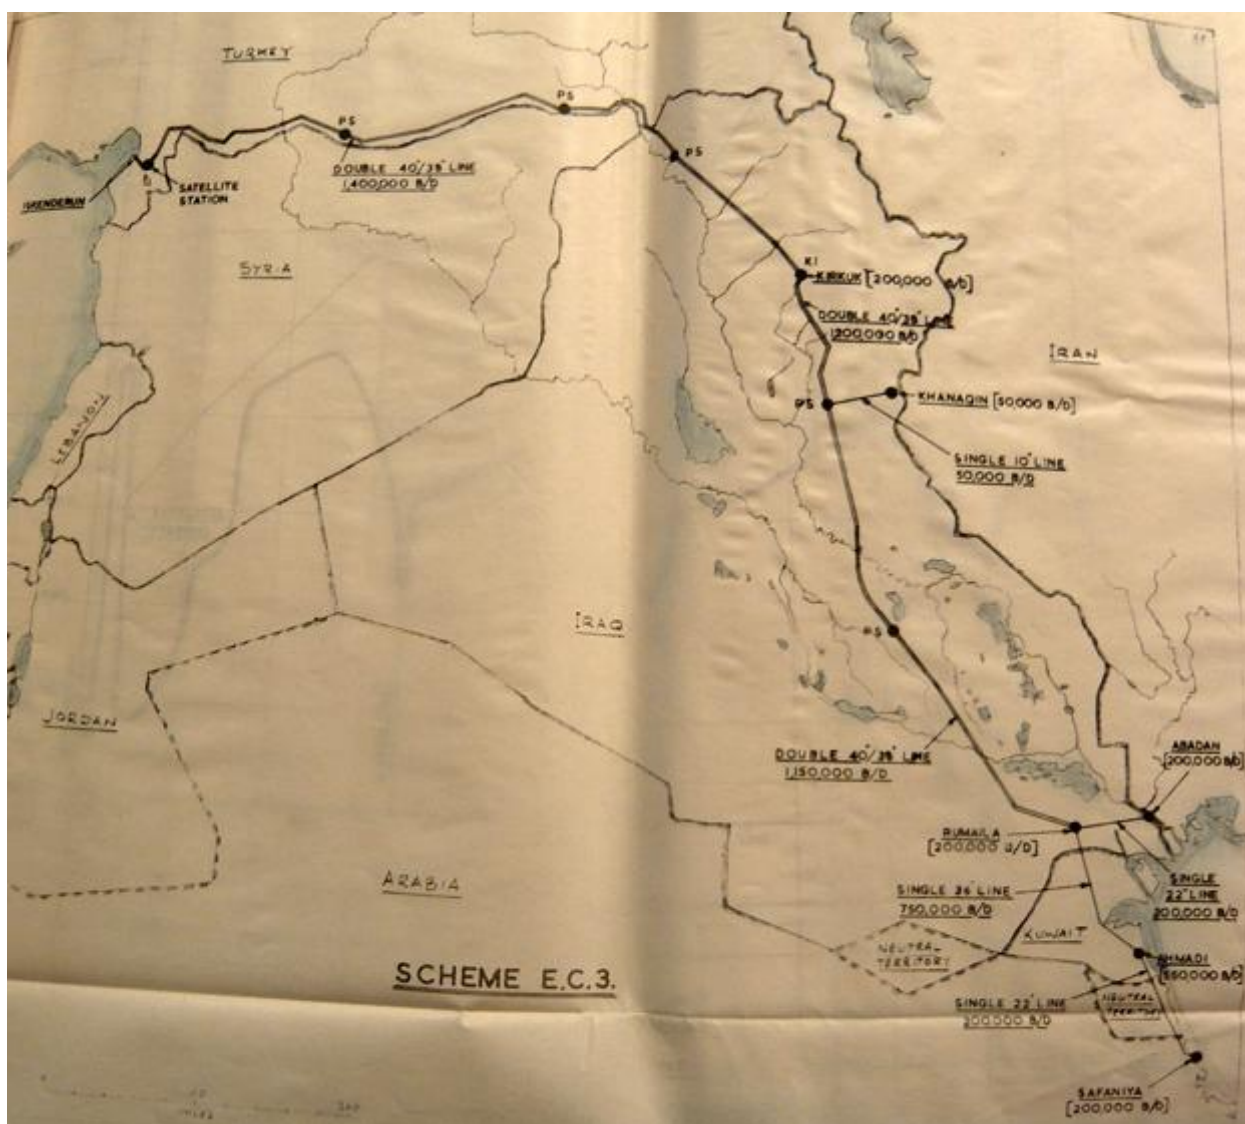 TURKEY
PS
PS
DOUBLE 40"/38" LINE
1,400,000 B/D
ISKENDERUN
SATELLITE
STATION
PS
SYRIA
K1
KIRKUK [200,000 B/D]
DOUBLE 40"/38" LINE
1,200,000 B/D
IRAN
LEBANON
PS
KHANAQIN [50,000 B/D]
SINGLE 10" LINE
50,000 B/D
IRAQ
PS
JORDAN
DOUBLE 40"/38" LINE
1,150,000 B/D
ABADAN
[200,000 B/D]
RUMAILA
[200,000 B/D]
ARABIA
SINGLE 36" LINE
750,000 B/D
SINGLE
22" LINE
200,000 B/D
KUWAIT
NEUTRAL
TERRITORY
AHMADI
[550,000 B/D]
SCHEME E.C.3.
SINGLE 22" LINE
200,000 B/D
NEUTRAL
TERRITORY
SAFANIYA
[200,000 B/D]